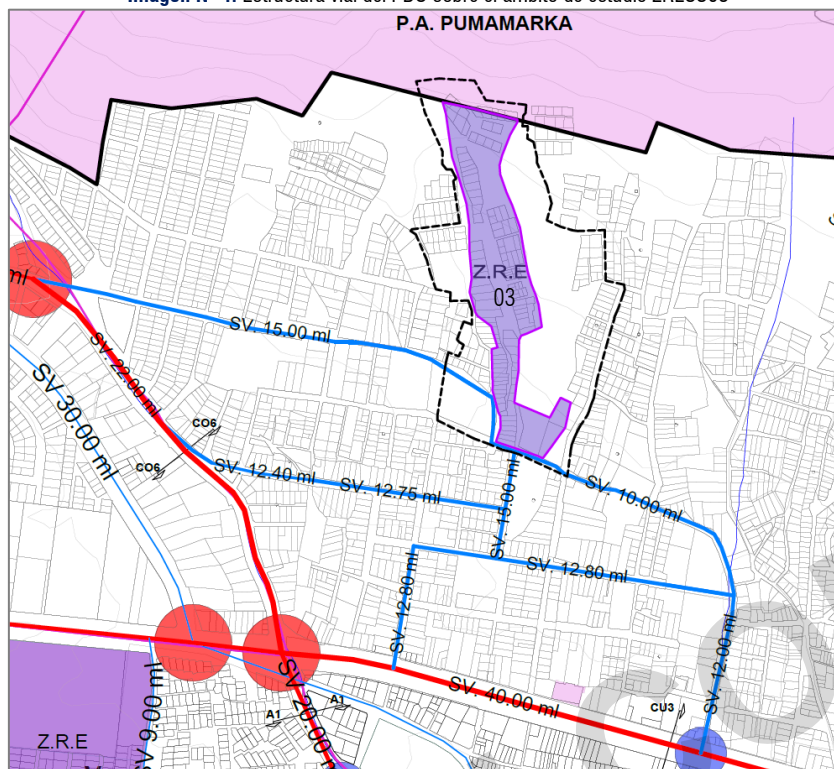 P.A. PUMAMARKA
Z.R.E
03
ml
SV. 15.00 ml
SV. 22.00 ml
SV 30.00 ml
CO6
CO6
SV. 12.40 ml
SV. 12.75 ml
SV. 15.00 ml
SV. 10.00 ml
SV. 12.80 ml
SV. 12.80 ml
SV. 12.00 ml
SV. 40.00 ml
CU3
SV 20.00 m
A1
A1
SV 9.00 ml
Z.R.E